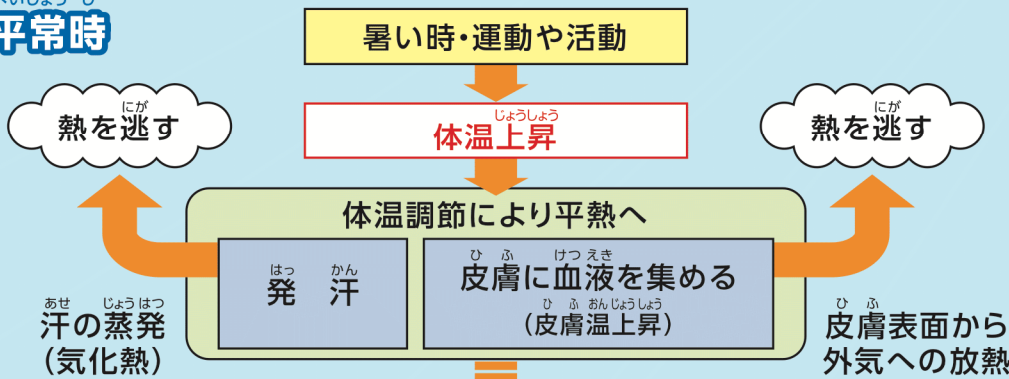 平常時
暑い時・運動や活動
熱を逃す
体温上昇
熱を逃す
体温調節により平熱へ
発 汗
皮膚に血液を集める
（皮膚温上昇）
汗の蒸発
（気化熱）
皮膚表面から
外気への放熱